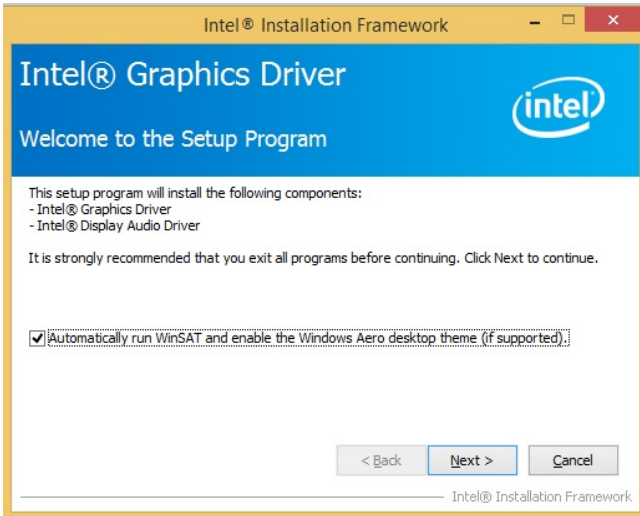 Intel® Installation Framework
Intel® Graphics Driver
intel
Welcome to the Setup Program
This setup program will install the following components:
- Intel® Graphics Driver
- Intel® Display Audio Driver
It is strongly recommended that you exit all programs before continuing. Click Next to continue.
Automatically run WinSAT and enable the Windows Aero desktop theme (if supported).
< Back Next > Cancel
Intel® Installation Framework